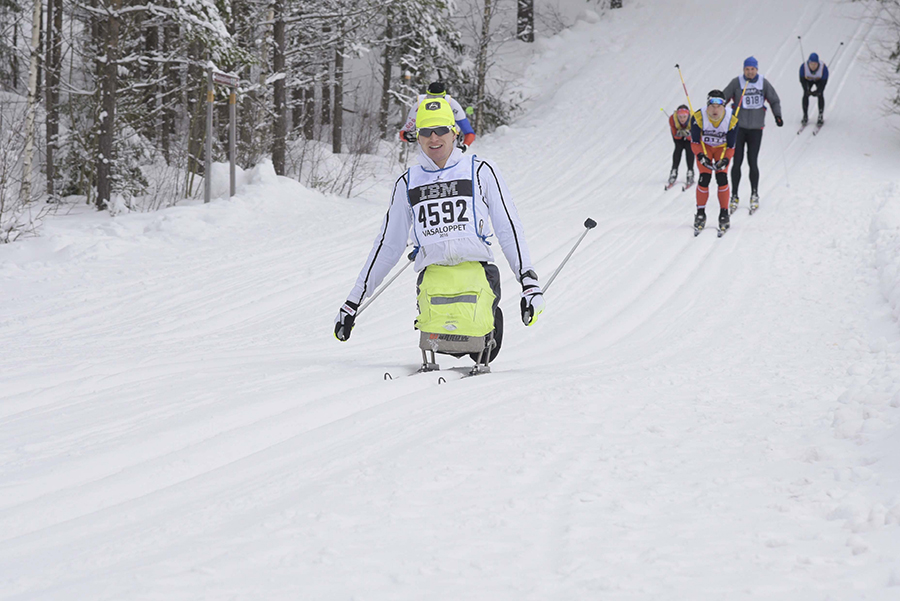 IBM
4592
VASALOPPET
818